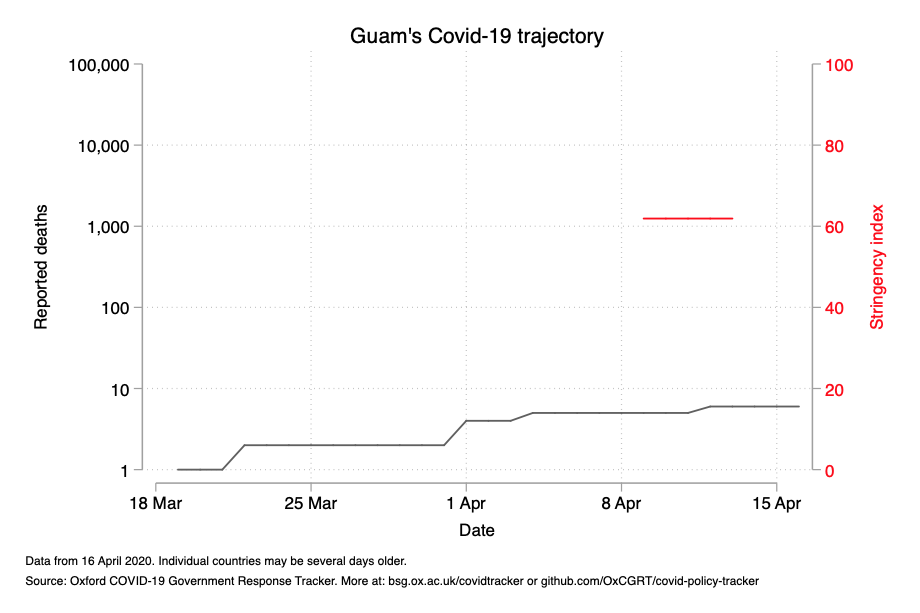 Guam's Covid-19 trajectory
100,000
10,000
1,000
100
10
1
Reported deaths
100
80
60
40
20
0
Stringency index
18 Mar
25 Mar
1 Apr
8 Apr
15 Apr
Date
Data from 16 April 2020. Individual countries may be several days older.
Source: Oxford COVID-19 Government Response Tracker. More at: bsg.ox.ac.uk/covidtracker or github.com/OxCGRT/covid-policy-tracker